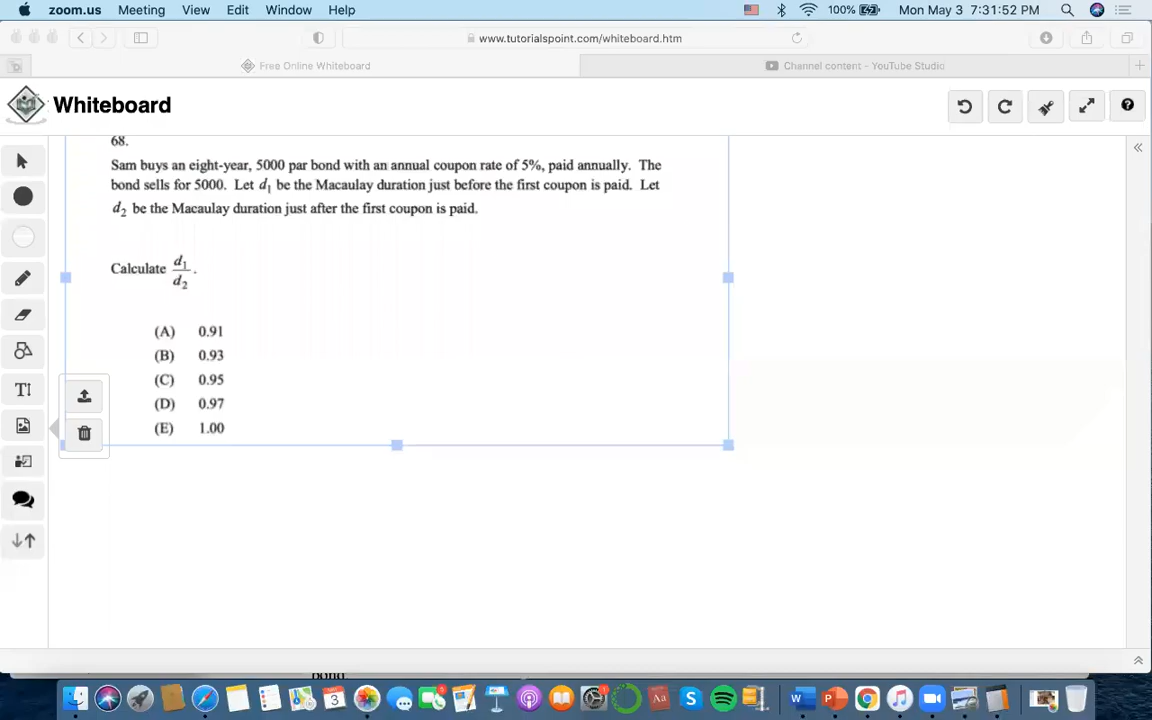 zoom.us Meeting View Edit Window Help 100% Mon May 3 7:31:52 PM
www.tutorialspoint.com/whiteboard.htm
Free Online Whiteboard Channel content - YouTube Studio
Whiteboard
68.
Sam buys an eight-year, 5000 par bond with an annual coupon rate of 5%, paid annually. The
bond sells for 5000. Let d₁ be the Macaulay duration just before the first coupon is paid. Let
d₂ be the Macaulay duration just after the first coupon is paid.
Calculate d₁/d₂.
(A) 0.91
(B) 0.93
(C) 0.95
(D) 0.97
(E) 1.00
bond